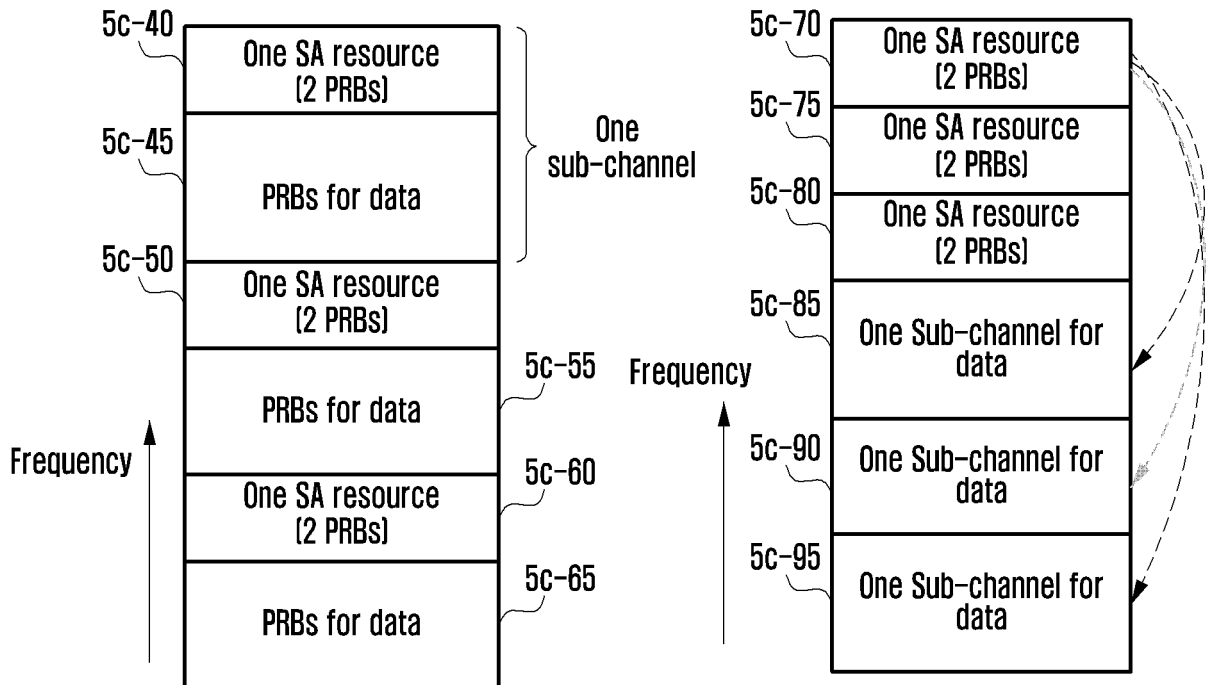 5c-40
One SA resource
(2 PRBs)
5c-45
PRBs for data
One
sub-channel
5c-50
One SA resource
(2 PRBs)
5c-55
PRBs for data
Frequency
5c-60
One SA resource
(2 PRBs)
5c-65
PRBs for data
5c-70
One SA resource
(2 PRBs)
5c-75
One SA resource
(2 PRBs)
5c-80
One SA resource
(2 PRBs)
5c-85
One Sub-channel for
data
Frequency
5c-90
One Sub-channel for
data
5c-95
One Sub-channel for
data